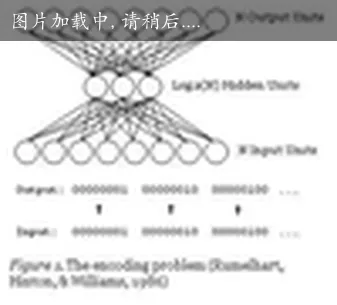 图片加载中,请稍后....
N Output Units
Log2(N) Hidden Units
N Input Units
Output: 00000001 00000010 00000100 ...
Input: 00000001 00000010 00000100 ...
Figure 2. The encoding problem (Rumelhart,
Hinton, & Williams, 1986)